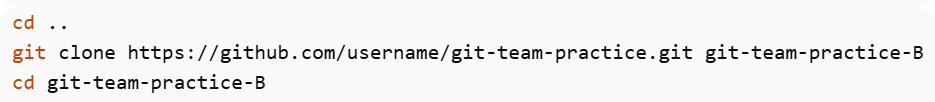 cd ..
git clone https://github.com/username/git-team-practice.git git-team-practice-B
cd git-team-practice-B